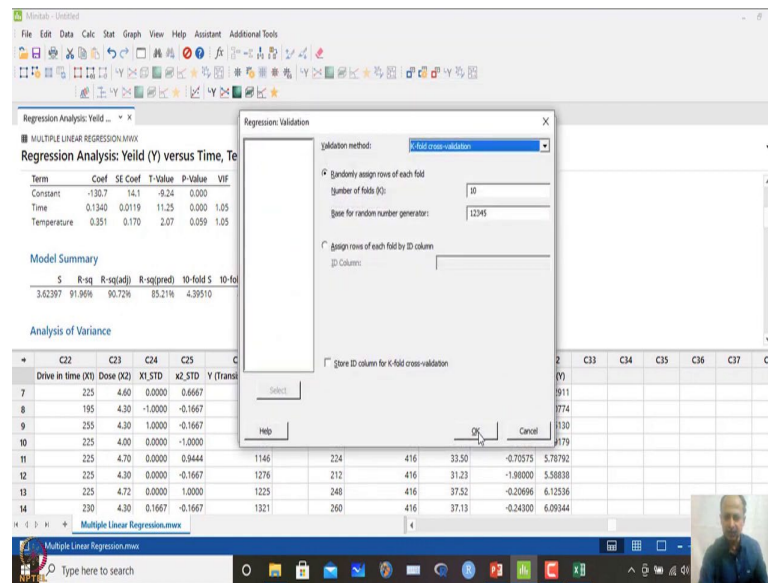 Minitab - Untitled
File Edit Data Calc Stat Graph View Help Assistant Additional Tools
Regression Analysis: Yeild ...
MULTIPLE LINEAR REGRESSION.MWX
Regression Analysis: Yeild (Y) versus Time, Te
Term Coef SE Coef T-Value P-Value VIF
Constant -130.7 14.1 -9.24 0.000
Time 0.1340 0.0119 11.25 0.000 1.05
Temperature 0.351 0.170 2.07 0.059 1.05
Model Summary
S R-sq R-sq(adj) R-sq(pred) 10-fold S 10-fol
3.62397 91.96% 90.72% 85.21% 4.39510
Analysis of Variance
Regression: Validation
Validation method: K-fold cross-validation
Randomly assign rows of each fold
Number of folds (K): 10
Base for random number generator: 12345
Assign rows of each fold by ID column
ID Column:
Store ID column for K-fold cross-validation
Select
Help OK Cancel
C22 C23 C24 C25 C 2 C33 C34 C35 C36 C37 C
Drive in time (X1) Dose (X2) X1_STD x2_STD Y (Transi (Y)
7 225 4.60 0.0000 0.6667 2911
8 195 4.30 -1.0000 -0.1667 774
9 255 4.30 1.0000 -0.1667 130
10 225 4.00 0.0000 -1.0000 179
11 225 4.70 0.0000 0.9444 1146 224 416 33.50 -0.70575 5.78792
12 225 4.30 0.0000 -0.1667 1276 212 416 31.23 -1.98000 5.58838
13 225 4.72 0.0000 1.0000 1225 248 416 37.52 -0.20696 6.12536
14 230 4.30 0.1667 -0.1667 1321 260 416 37.13 -0.24300 6.09344
Multiple Linear Regression.mwx
Multiple Linear Regression.mwx
Type here to search
NPTEL